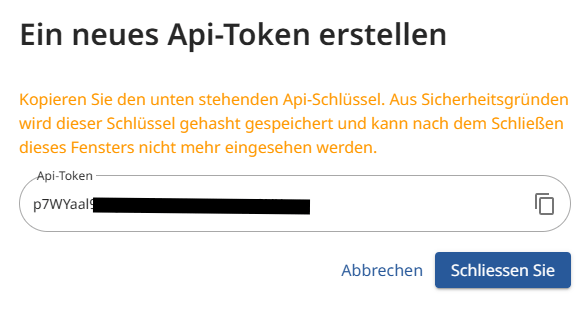 Ein neues Api-Token erstellen
Kopieren Sie den unten stehenden Api-Schlüssel. Aus Sicherheitsgründen
wird dieser Schlüssel gehasht gespeichert und kann nach dem Schließen
dieses Fensters nicht mehr eingesehen werden.
Api-Token
p7WYaal9
Abbrechen
Schliessen Sie